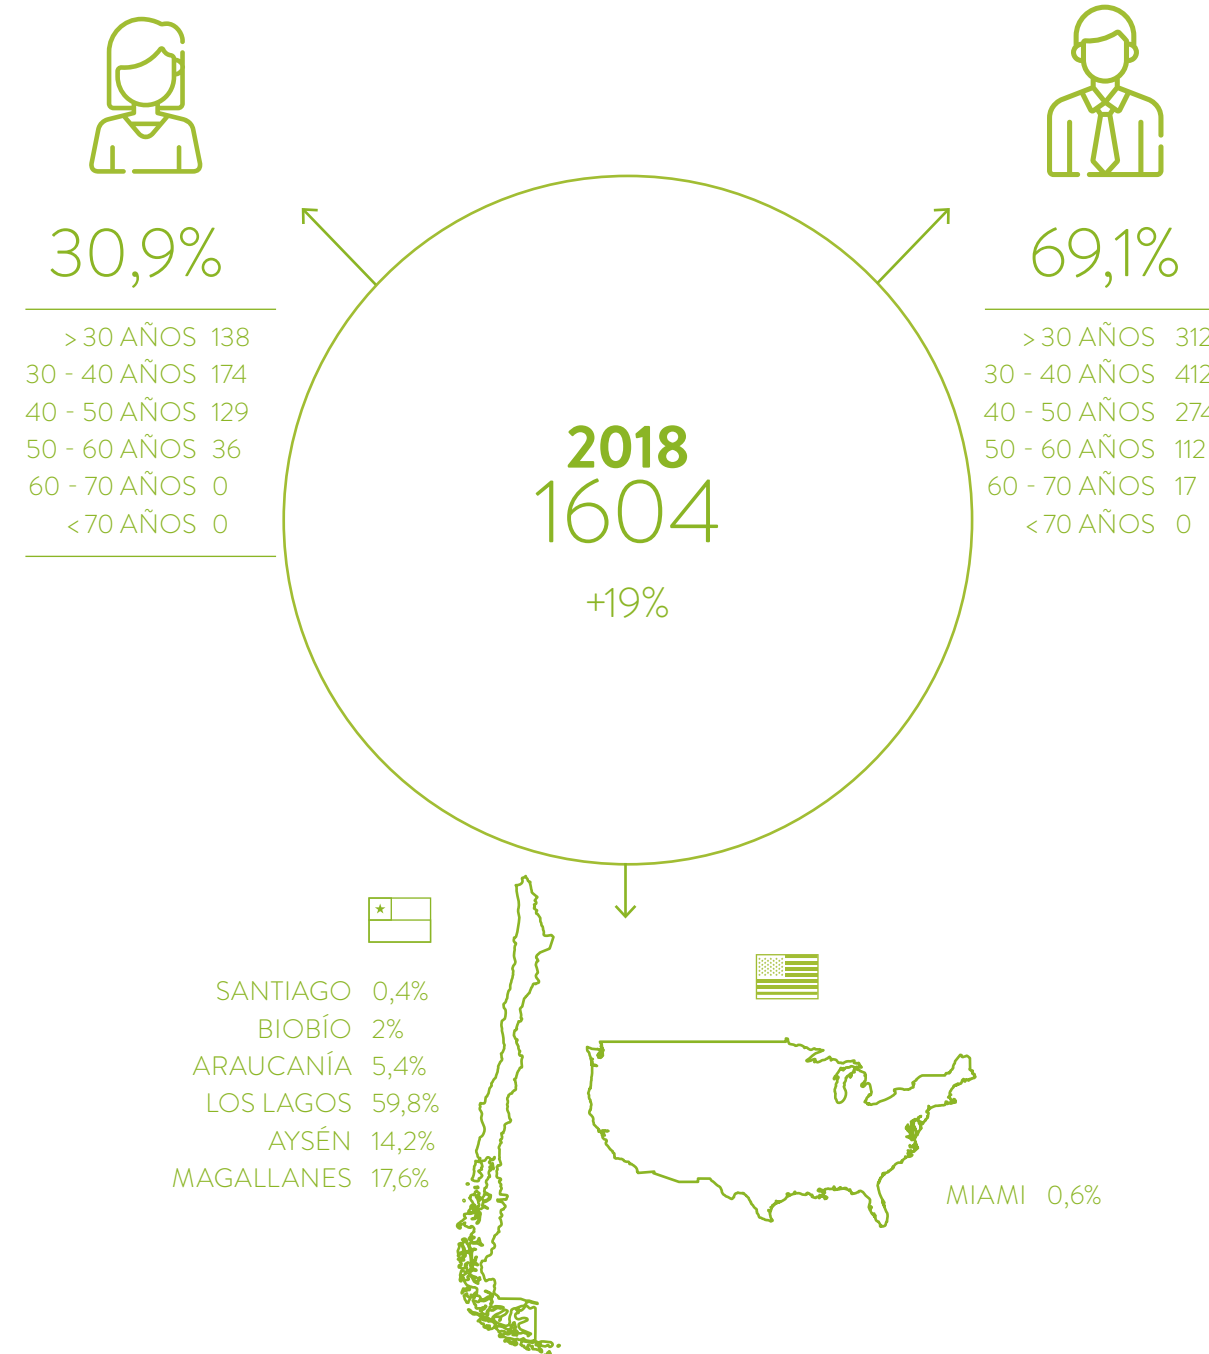 30,9%
> 30 AÑOS 138
30 - 40 AÑOS 174
40 - 50 AÑOS 129
50 - 60 AÑOS 36
60 - 70 AÑOS 0
< 70 AÑOS 0
69,1%
> 30 AÑOS 312
30 - 40 AÑOS 412
40 - 50 AÑOS 274
50 - 60 AÑOS 112
60 - 70 AÑOS 17
< 70 AÑOS 0
2018
1604
+19%
SANTIAGO 0,4%
BIOBÍO 2%
ARAUCANÍA 5,4%
LOS LAGOS 59,8%
AYSÉN 14,2%
MAGALLANES 17,6%
MIAMI 0,6%